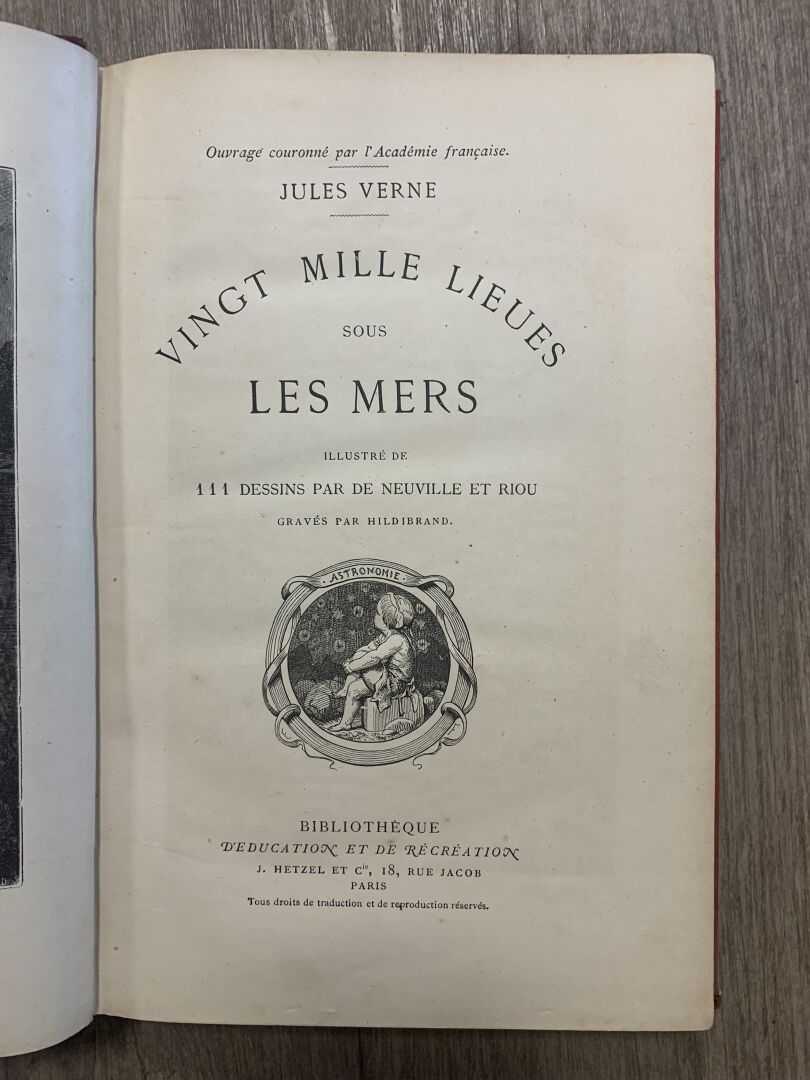 Ouvrage couronné par l'Académie française.
JULES VERNE
VINGT MILLE LIEUES
SOUS
LES MERS
ILLUSTRÉ DE
111 DESSINS PAR DE NEUVILLE ET RIOU
GRAVÉS PAR HILDIBRAND.
· ASTRONOMIE ·
BIBLIOTHÈQUE
D'EDUCATION ET DE RÉCRÉATION
J. HETZEL ET Cie, 18, RUE JACOB
PARIS
Tous droits de traduction et de reproduction réservés.